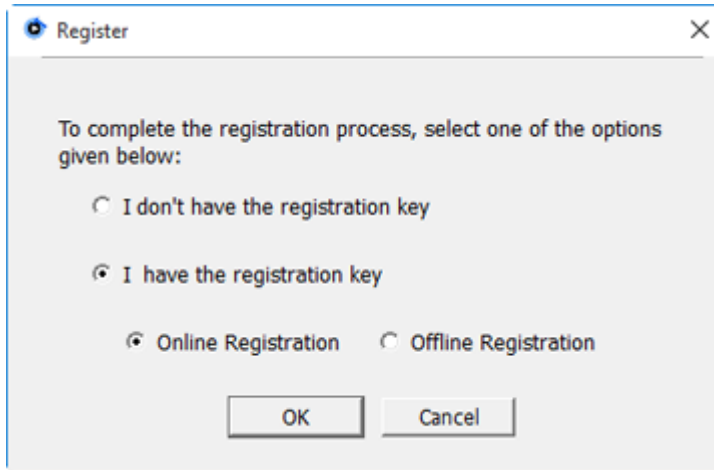 Register
To complete the registration process, select one of the options
given below:
I don't have the registration key
I have the registration key
Online Registration Offline Registration
OK Cancel